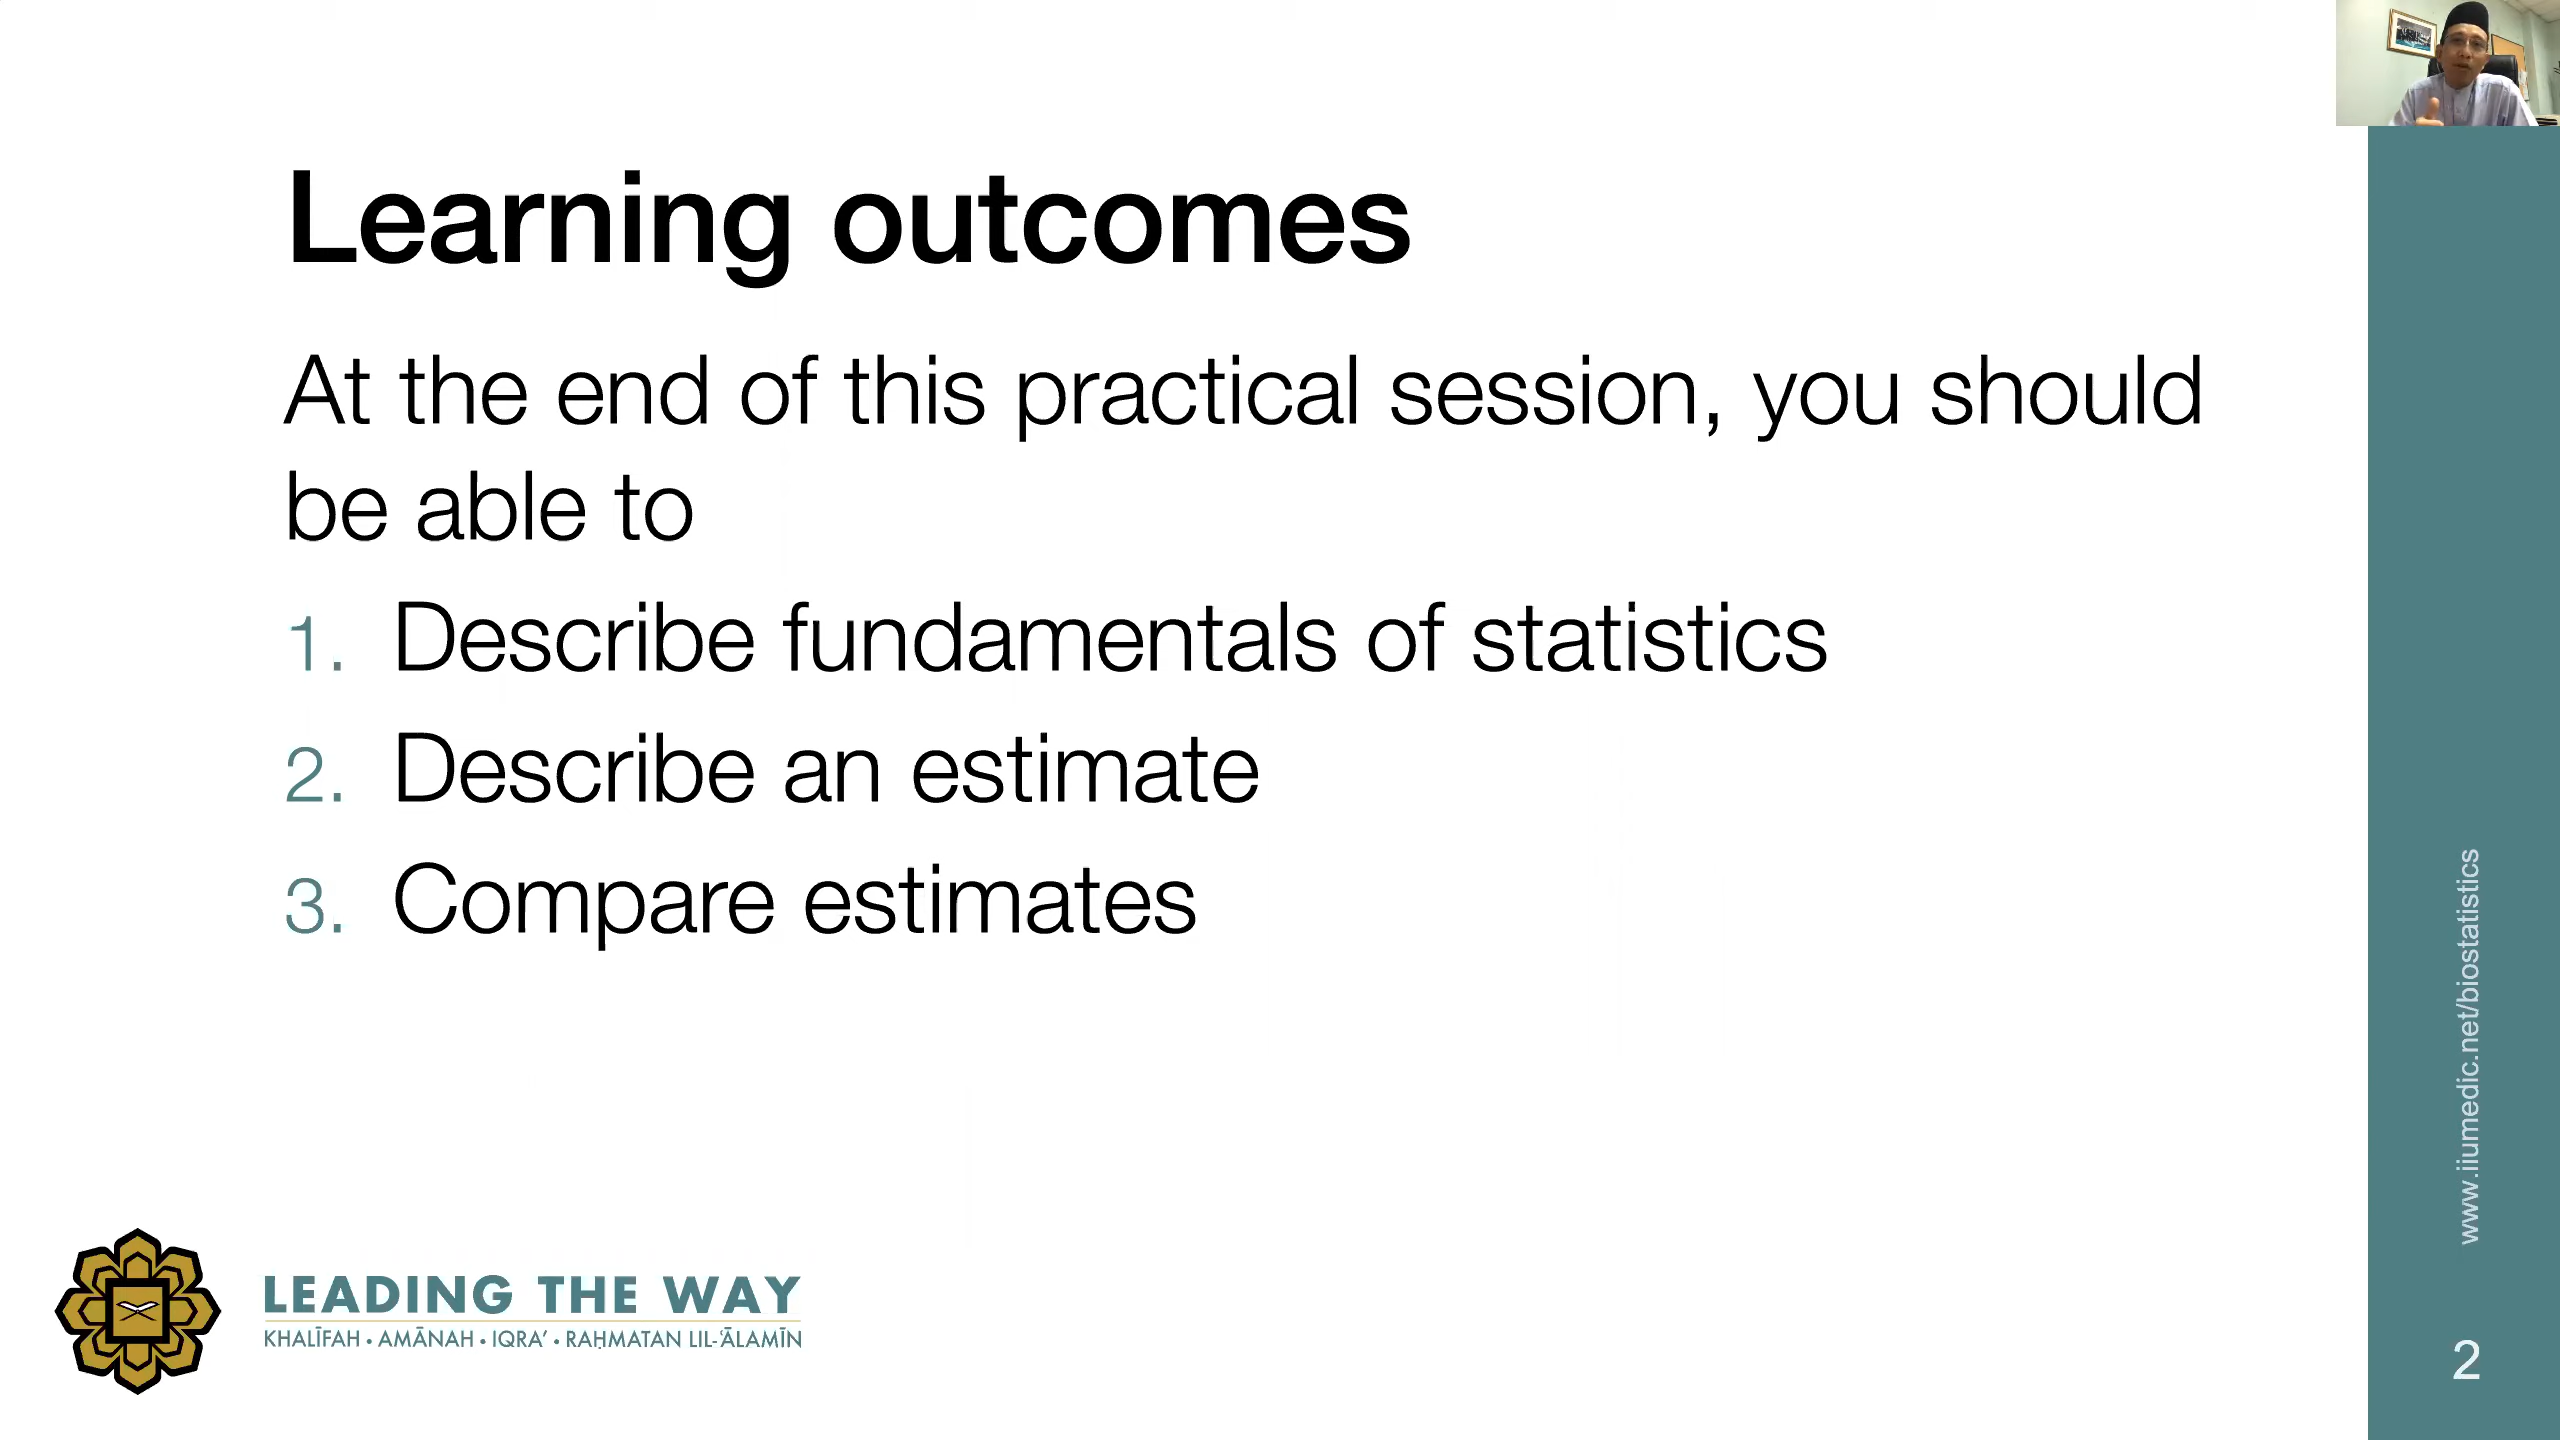 Learning outcomes
At the end of this practical session, you should
be able to
1. Describe fundamentals of statistics
2. Describe an estimate
3. Compare estimates
www.iiumedic.net/biostatistics
LEADING THE WAY
KHALĪFAH • AMĀNAH • IQRA’ • RAḤMATAN LIL-ʿĀLAMĪN
2